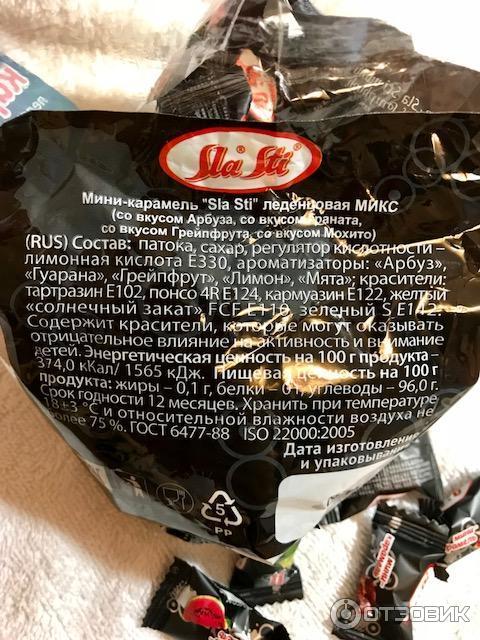 Sla Sti
Мини-карамель "Sla Sti" леденцовая МИКС
(со вкусом Арбуза, со вкусом Граната,
со вкусом Грейпфрута, со вкусом Мохито)
(RUS) Состав: патока, сахар, регулятор кислотности –
лимонная кислота Е330, ароматизаторы: «Арбуз»,
«Гуарана», «Грейпфрут», «Лимон», «Мята»; красители:
тартразин Е102, понсо 4R Е124, кармуазин Е122, желтый
«солнечный закат» FCF Е110, зеленый S Е142.
Содержит красители, которые могут оказывать
отрицательное влияние на активность и внимание
детей. Энергетическая ценность на 100 г продукта –
374,0 кКал/ 1565 кДж. Пищевая ценность на 100 г
продукта: жиры – 0,1 г, белки – 0 г, углеводы – 96,0 г.
Срок годности 12 месяцев. Хранить при температуре
18±3 °С и относительной влажности воздуха не
более 75 %. ГОСТ 6477-88 ISO 22000:2005
Дата изготовления
и упаковывания
5
PP
ОТЗОВИК